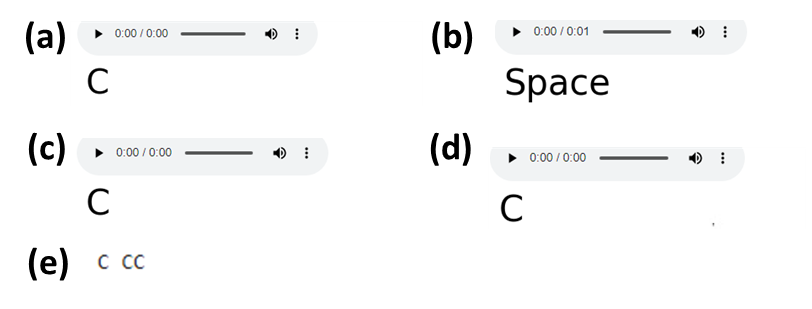 (a) 0:00 / 0:00 (b) 0:00 / 0:01
C Space
(c) 0:00 / 0:00 (d) 0:00 / 0:00
C C
(e) c cc